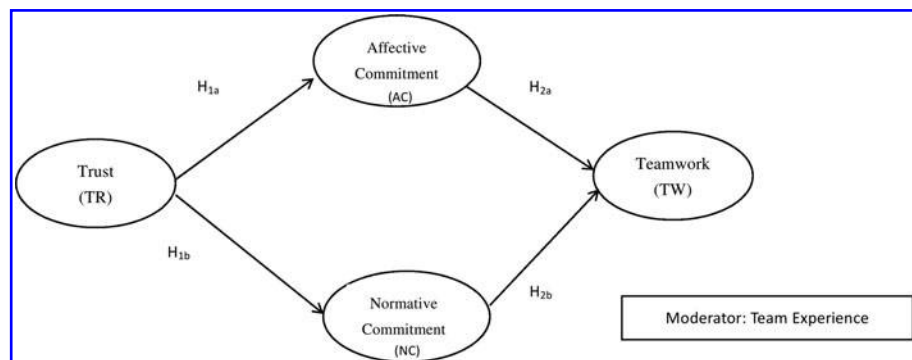 Affective
Commitment
(AC)
H1a
H2a
Trust
(TR)
Teamwork
(TW)
H1b
H2b
Normative
Commitment
(NC)
Moderator: Team Experience